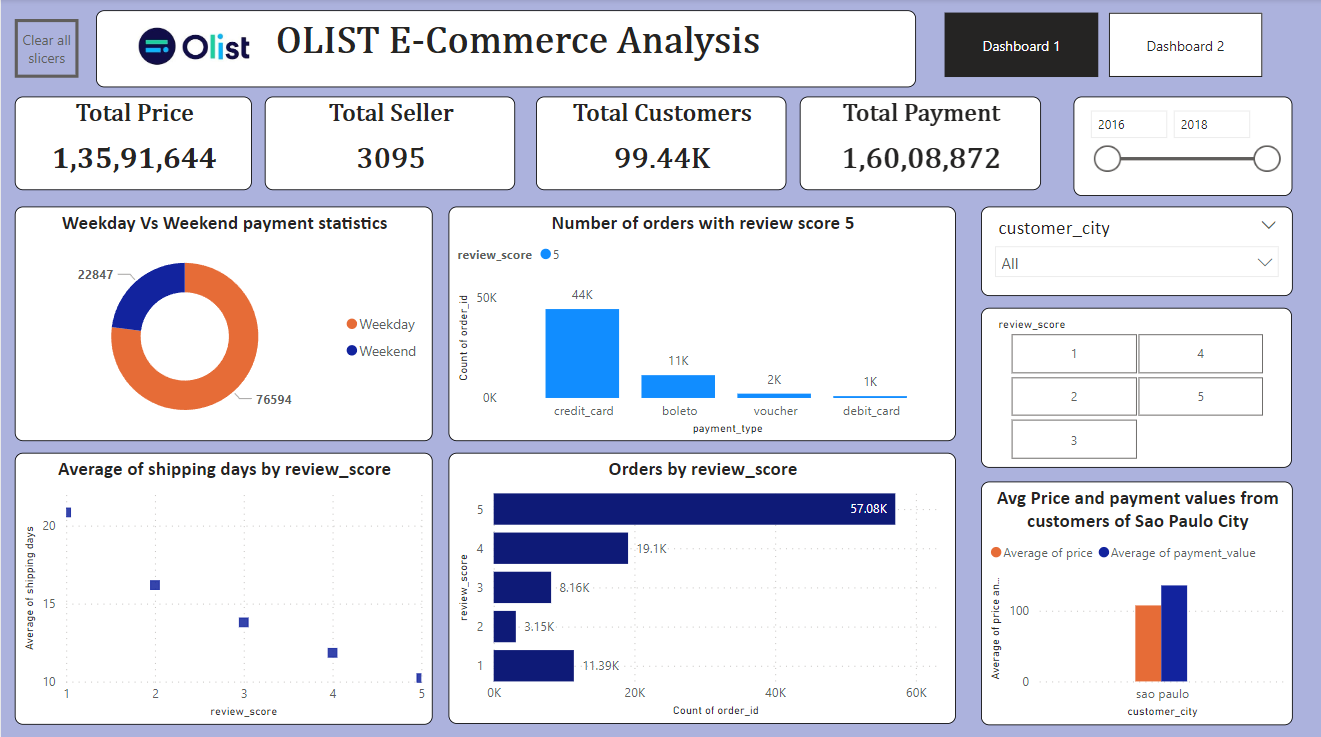 Clear all
slicers
Olist
OLIST E-Commerce Analysis
Dashboard 1
Dashboard 2
Total Price
1,35,91,644
Total Seller
3095
Total Customers
99.44K
Total Payment
1,60,08,872
2016
2018
Weekday Vs Weekend payment statistics
22847
76594
Weekday
Weekend
Number of orders with review score 5
review_score 5
Count of order_id
50K
0K
44K
11K
2K
1K
credit_card
boleto
voucher
debit_card
payment_type
customer_city
All
review_score
1
4
2
5
3
Average of shipping days by review_score
Average of shipping days
20
15
10
1
2
3
4
5
review_score
Orders by review_score
review_score
5
57.08K
4
19.1K
3
8.16K
2
3.15K
1
11.39K
0K
20K
40K
60K
Count of order_id
Avg Price and payment values from
customers of Sao Paulo City
Average of price
Average of payment_value
Average of price an...
100
0
sao paulo
customer_city